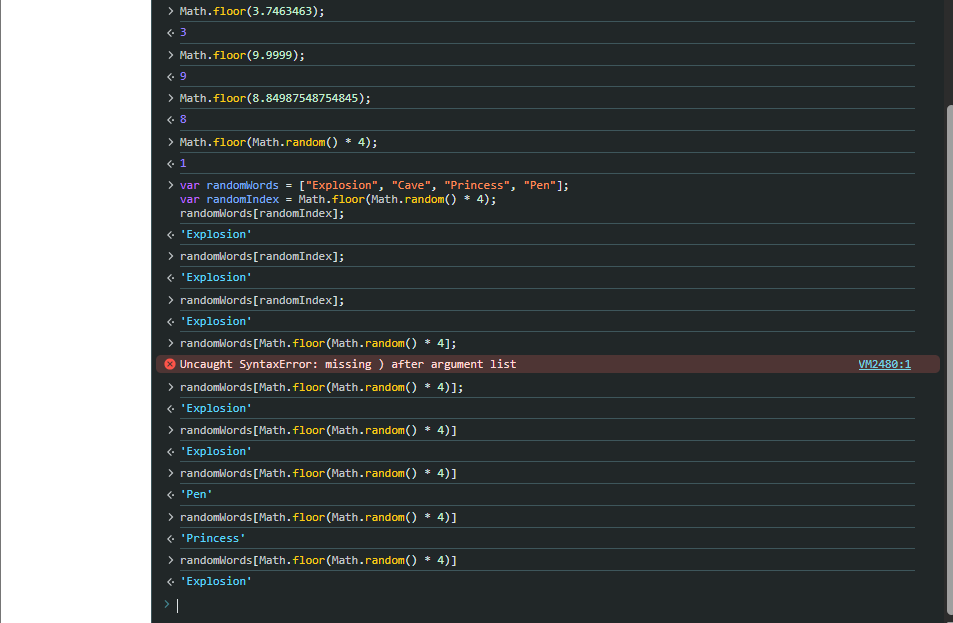 > Math.floor(3.7463463);
<· 3
> Math.floor(9.9999);
<· 9
> Math.floor(8.84987548754845);
<· 8
> Math.floor(Math.random() * 4);
<· 1
> var randomWords = ["Explosion", "Cave", "Princess", "Pen"];
var randomIndex = Math.floor(Math.random() * 4);
randomWords[randomIndex];
<· 'Explosion'
> randomWords[randomIndex];
<· 'Explosion'
> randomWords[randomIndex];
<· 'Explosion'
> randomWords[Math.floor(Math.random() * 4];
Uncaught SyntaxError: missing ) after argument list VM2480:1
> randomWords[Math.floor(Math.random() * 4)];
<· 'Explosion'
> randomWords[Math.floor(Math.random() * 4)]
<· 'Explosion'
> randomWords[Math.floor(Math.random() * 4)]
<· 'Pen'
> randomWords[Math.floor(Math.random() * 4)]
<· 'Princess'
> randomWords[Math.floor(Math.random() * 4)]
<· 'Explosion'
>